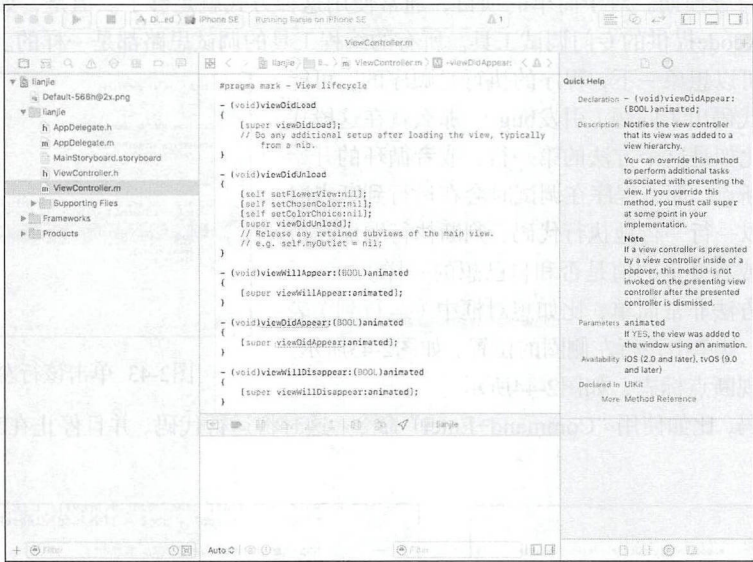 Di...ed
iPhone SE
Running lianjie on iPhone SE
1
ViewController.m
lianjie
ViewController.m
-viewDidAppear:
1
lianjie
Default-568h@2x.png
lianjie
h AppDelegate.h
m AppDelegate.m
MainStoryboard.storyboard
h ViewController.h
m ViewController.m
Supporting Files
Frameworks
Products
#pragma mark - View lifecycle
- (void)viewDidLoad
{
[super viewDidLoad];
// Do any additional setup after loading the view, typically
from a nib.
}
- (void)viewDidUnload
{
[self setFlowerView:nil];
[self setChosenColor:nil];
[self setColorChoice:nil];
[super viewDidUnload];
// Release any retained subviews of the main view.
// e.g. self.myOutlet = nil;
}
- (void)viewWillAppear:(BOOL)animated
{
[super viewWillAppear:animated];
}
- (void)viewDidAppear:(BOOL)animated
{
[super viewDidAppear:animated];
}
- (void)viewWillDisappear:(BOOL)animated
{
[super viewWillDisappear:animated];
}
lianjie
Filter
Auto
Filter
Quick Help
Declaration - (void)viewDidAppear:
(BOOL)animated;
Description Notifies the view controller
that its view was added to a
view hierarchy.
You can override this method
to perform additional tasks
associated with presenting the
view. If you override this
method, you must call super
at some point in your
implementation.
Note
If a view controller is presented
by a view controller inside of a
popover, this method is not
invoked on the presenting view
controller after the presented
controller is dismissed.
Parameters animated
If YES, the view was added to
the window using an animation.
Availability iOS (2.0 and later), tvOS (9.0
and later)
Declared in UIKit
More Method Reference